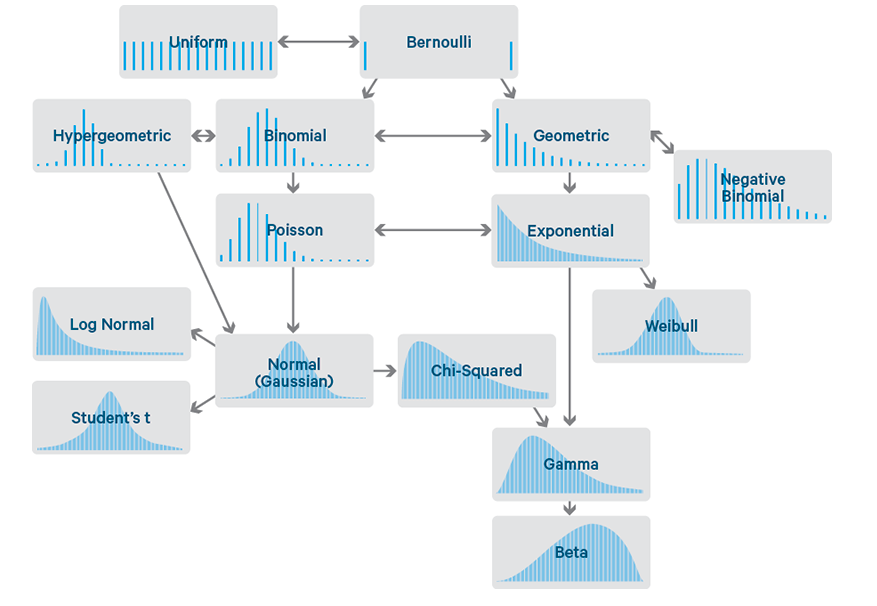 Uniform
Bernoulli
Hypergeometric
Binomial
Geometric
Negative
Binomial
Poisson
Exponential
Log Normal
Weibull
Normal
(Gaussian)
Chi-Squared
Student's t
Gamma
Beta